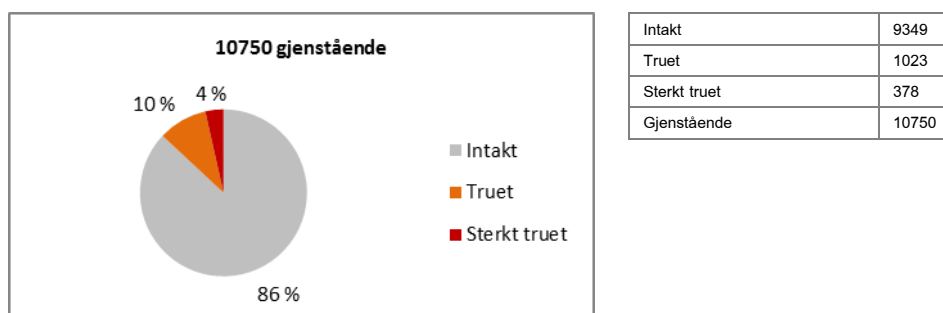 10750 gjenstående
4 %
10 %
86 %
Intakt
Truet
Sterkt truet
Intakt 9349
Truet 1023
Sterkt truet 378
Gjenstående 10750